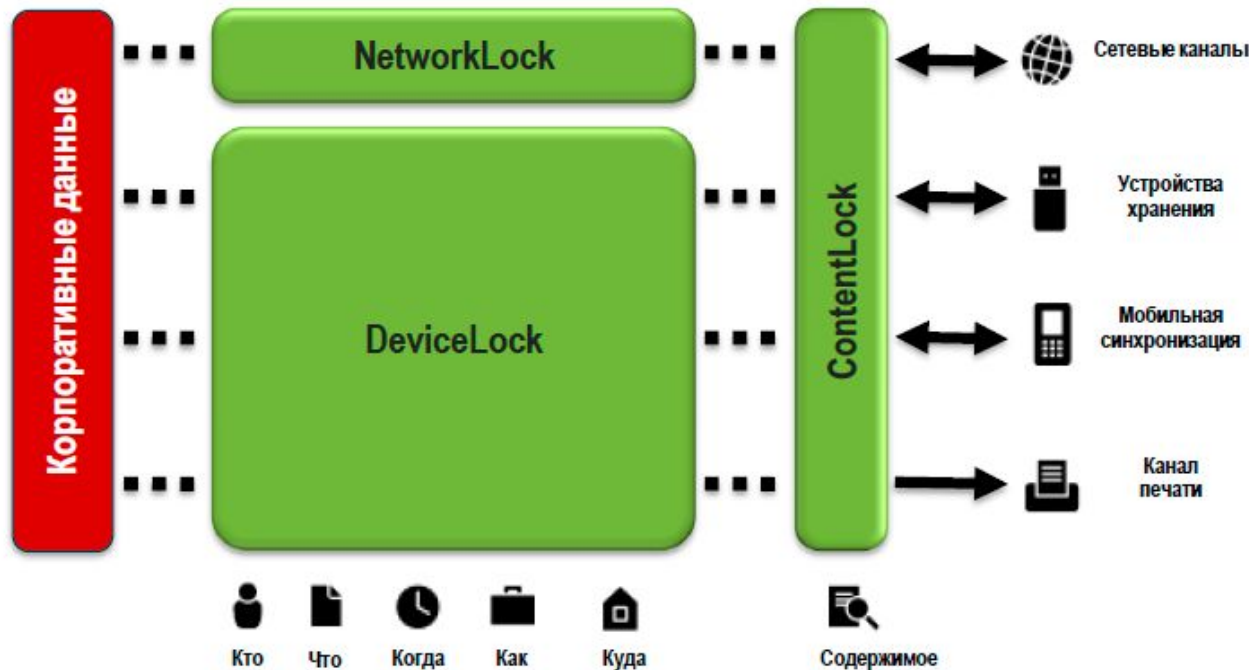 Корпоративные данные
NetworkLock
DeviceLock
ContentLock
Сетевые каналы
Устройства
хранения
Мобильная
синхронизация
Канал
печати
Кто
Что
Когда
Как
Куда
Содержимое